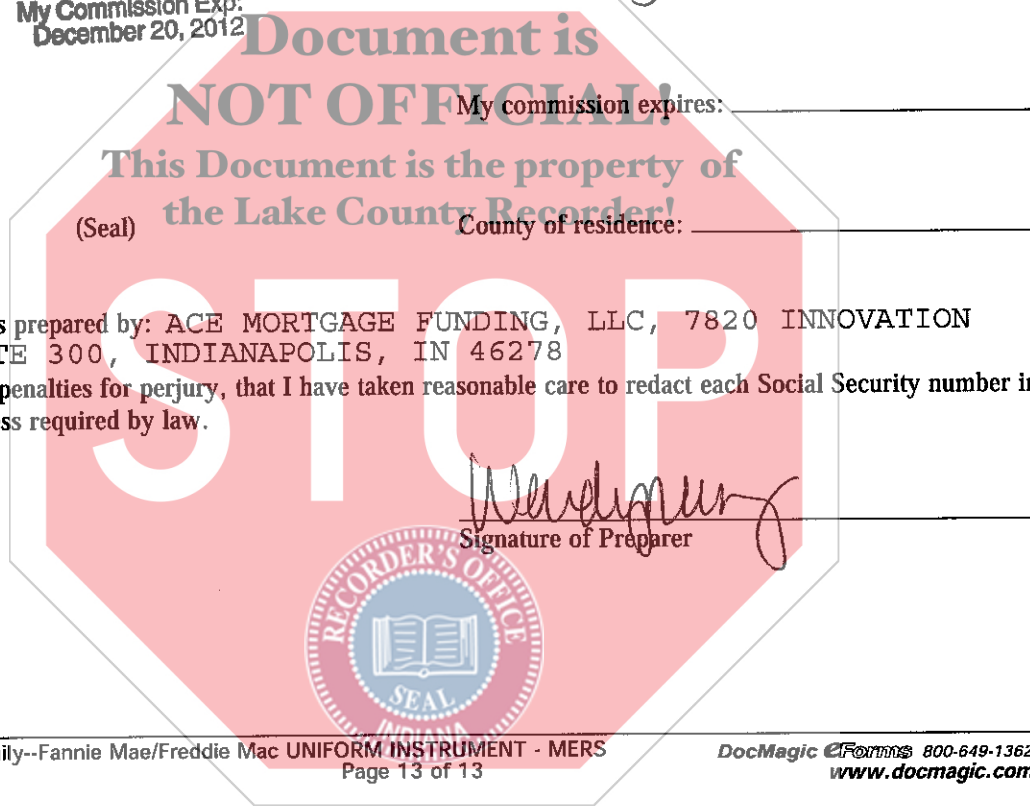 My Commission Exp:
December 20, 2012
Document is
NOT OFFICIAL!
My commission expires:
This Document is the property of
the Lake County Recorder!
(Seal)
County of residence:
STOP
s prepared by: ACE MORTGAGE FUNDING, LLC, 7820 INNOVATION
TE 300, INDIANAPOLIS, IN 46278
penalties for perjury, that I have taken reasonable care to redact each Social Security number in
ss required by law.
Signature of Preparer
RECORDER'S OFFICE
SEAL
INDIANA
ily--Fannie Mae/Freddie Mac UNIFORM INSTRUMENT - MERS
Page 13 of 13
DocMagic eForms 800-649-1362
www.docmagic.com